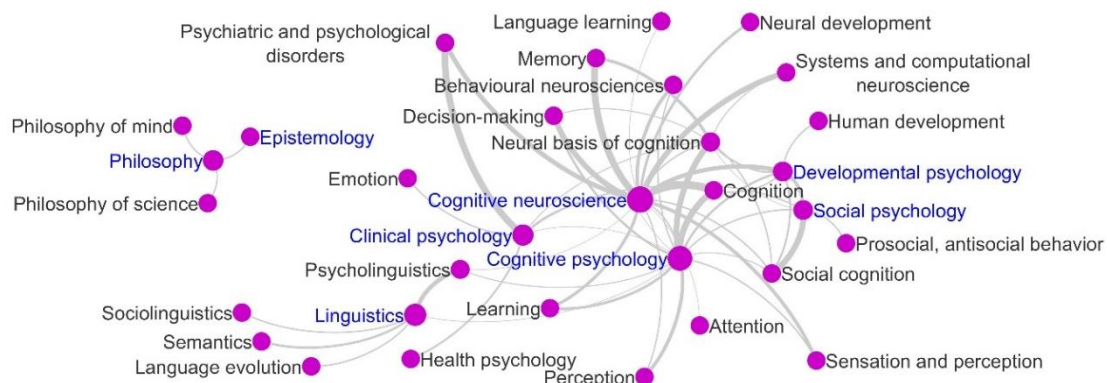 Language learning
Neural development
Psychiatric and psychological
disorders
Memory
Systems and computational
neuroscience
Behavioural neurosciences
Decision-making
Human development
Philosophy of mind
Epistemology
Neural basis of cognition
Philosophy
Developmental psychology
Emotion
Cognition
Philosophy of science
Cognitive neuroscience
Social psychology
Clinical psychology
Prosocial, antisocial behavior
Cognitive psychology
Psycholinguistics
Social cognition
Sociolinguistics
Linguistics
Learning
Attention
Semantics
Language evolution
Health psychology
Sensation and perception
Perception